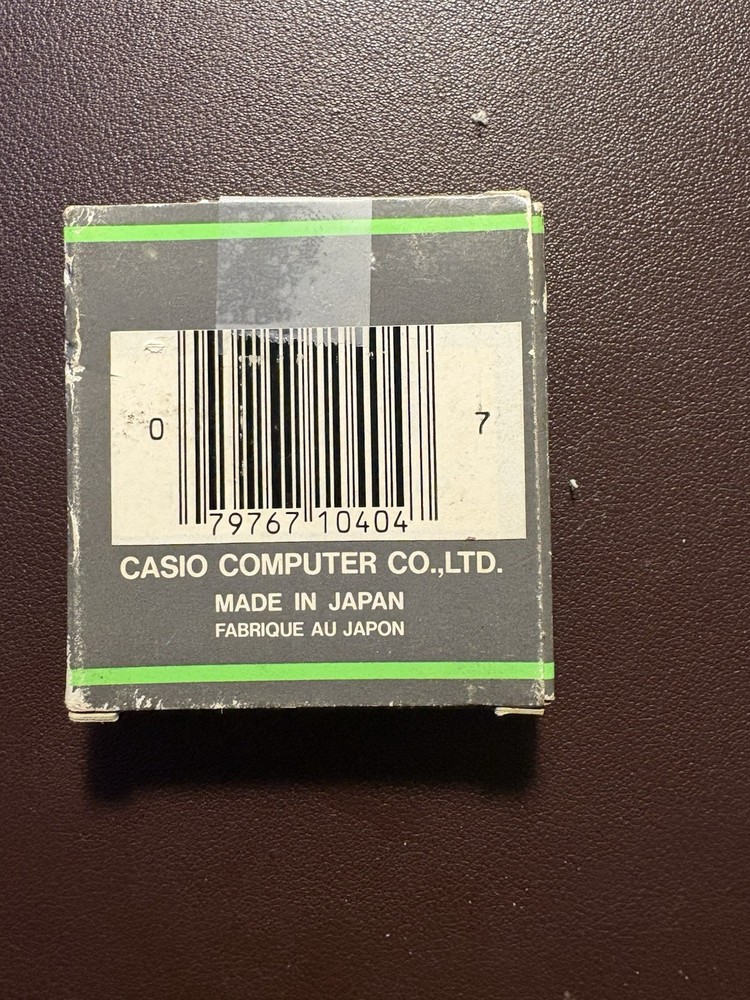 0 79767 10404 7
CASIO COMPUTER CO.,LTD.
MADE IN JAPAN
FABRIQUE AU JAPON